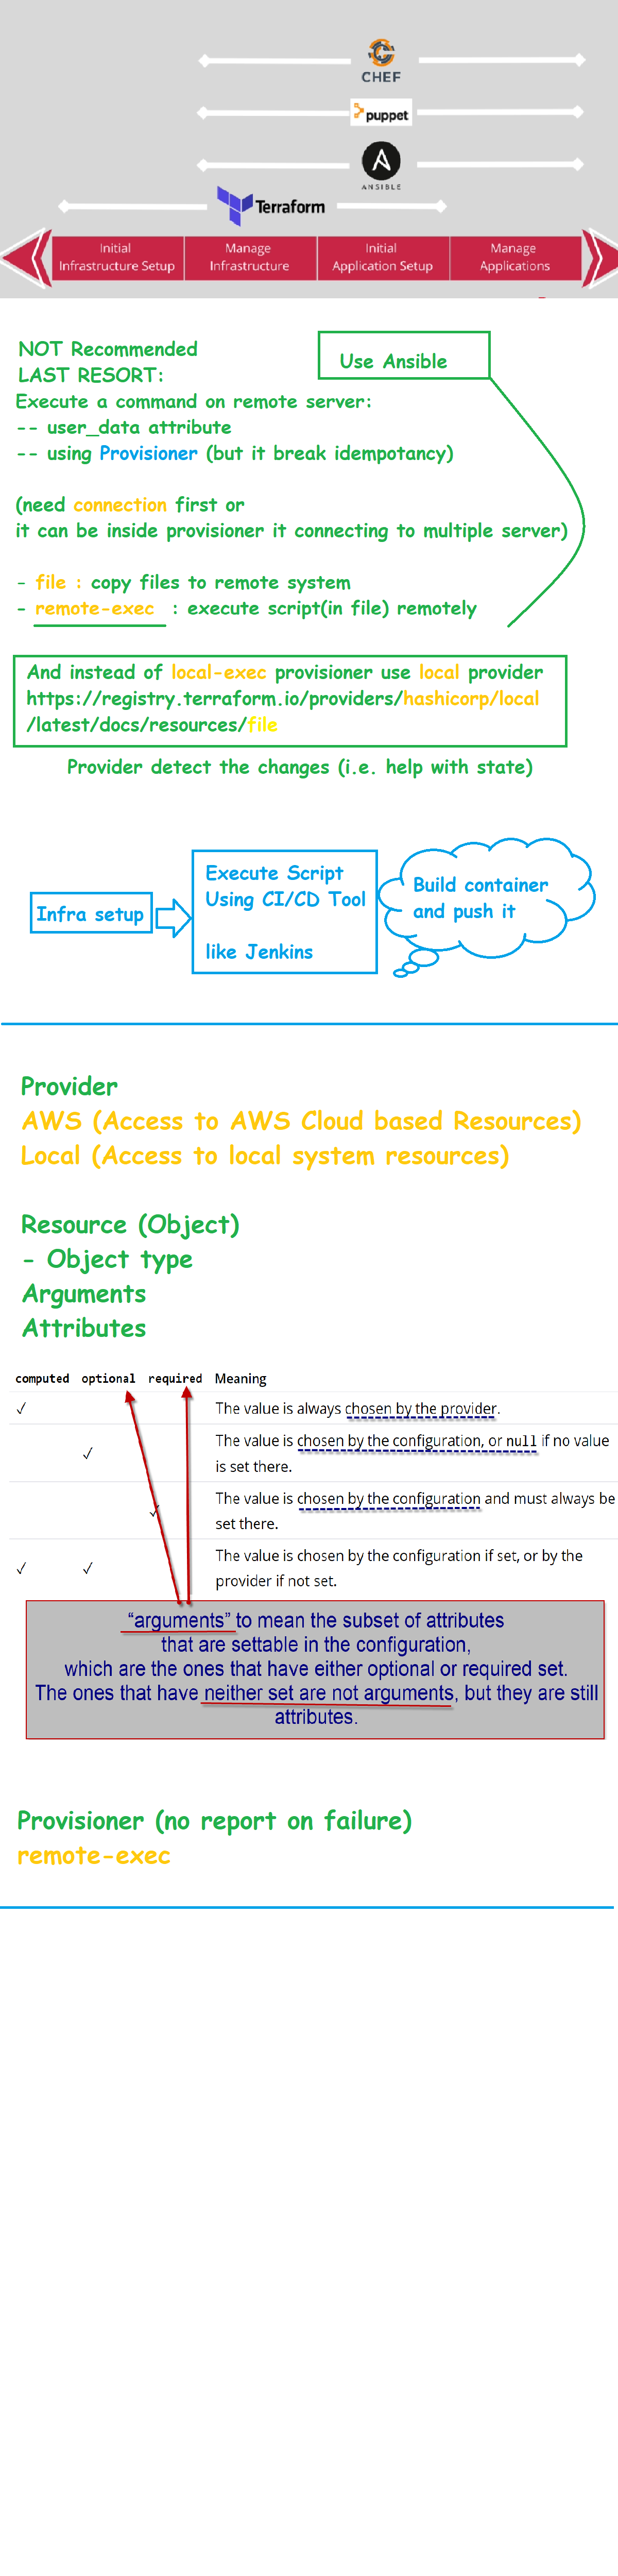 CHEF
puppet
A
ANSIBLE
Terraform
Initial
Infrastructure Setup
Manage
Infrastructure
Initial
Application Setup
Manage
Applications
NOT Recommended
LAST RESORT:
Use Ansible
Execute a command on remote server:
-- user_data attribute
-- using Provisioner (but it break idempotancy)
(need connection first or
it can be inside provisioner it connecting to multiple server)
- file : copy files to remote system
- remote-exec : execute script(in file) remotely
And instead of local-exec provisioner use local provider
https://registry.terraform.io/providers/hashicorp/local
/latest/docs/resources/file
Provider detect the changes (i.e. help with state)
Infra setup
Execute Script
Using CI/CD Tool
like Jenkins
Build container
and push it
Provider
AWS (Access to AWS Cloud based Resources)
Local (Access to local system resources)
Resource (Object)
- Object type
Arguments
Attributes
computed optional required Meaning
✓ The value is always chosen by the provider.
✓ The value is chosen by the configuration, or null if no value
is set there.
✓ The value is chosen by the configuration and must always be
set there.
✓ ✓ The value is chosen by the configuration if set, or by the
provider if not set.
“arguments” to mean the subset of attributes
that are settable in the configuration,
which are the ones that have either optional or required set.
The ones that have neither set are not arguments, but they are still
attributes.
Provisioner (no report on failure)
remote-exec